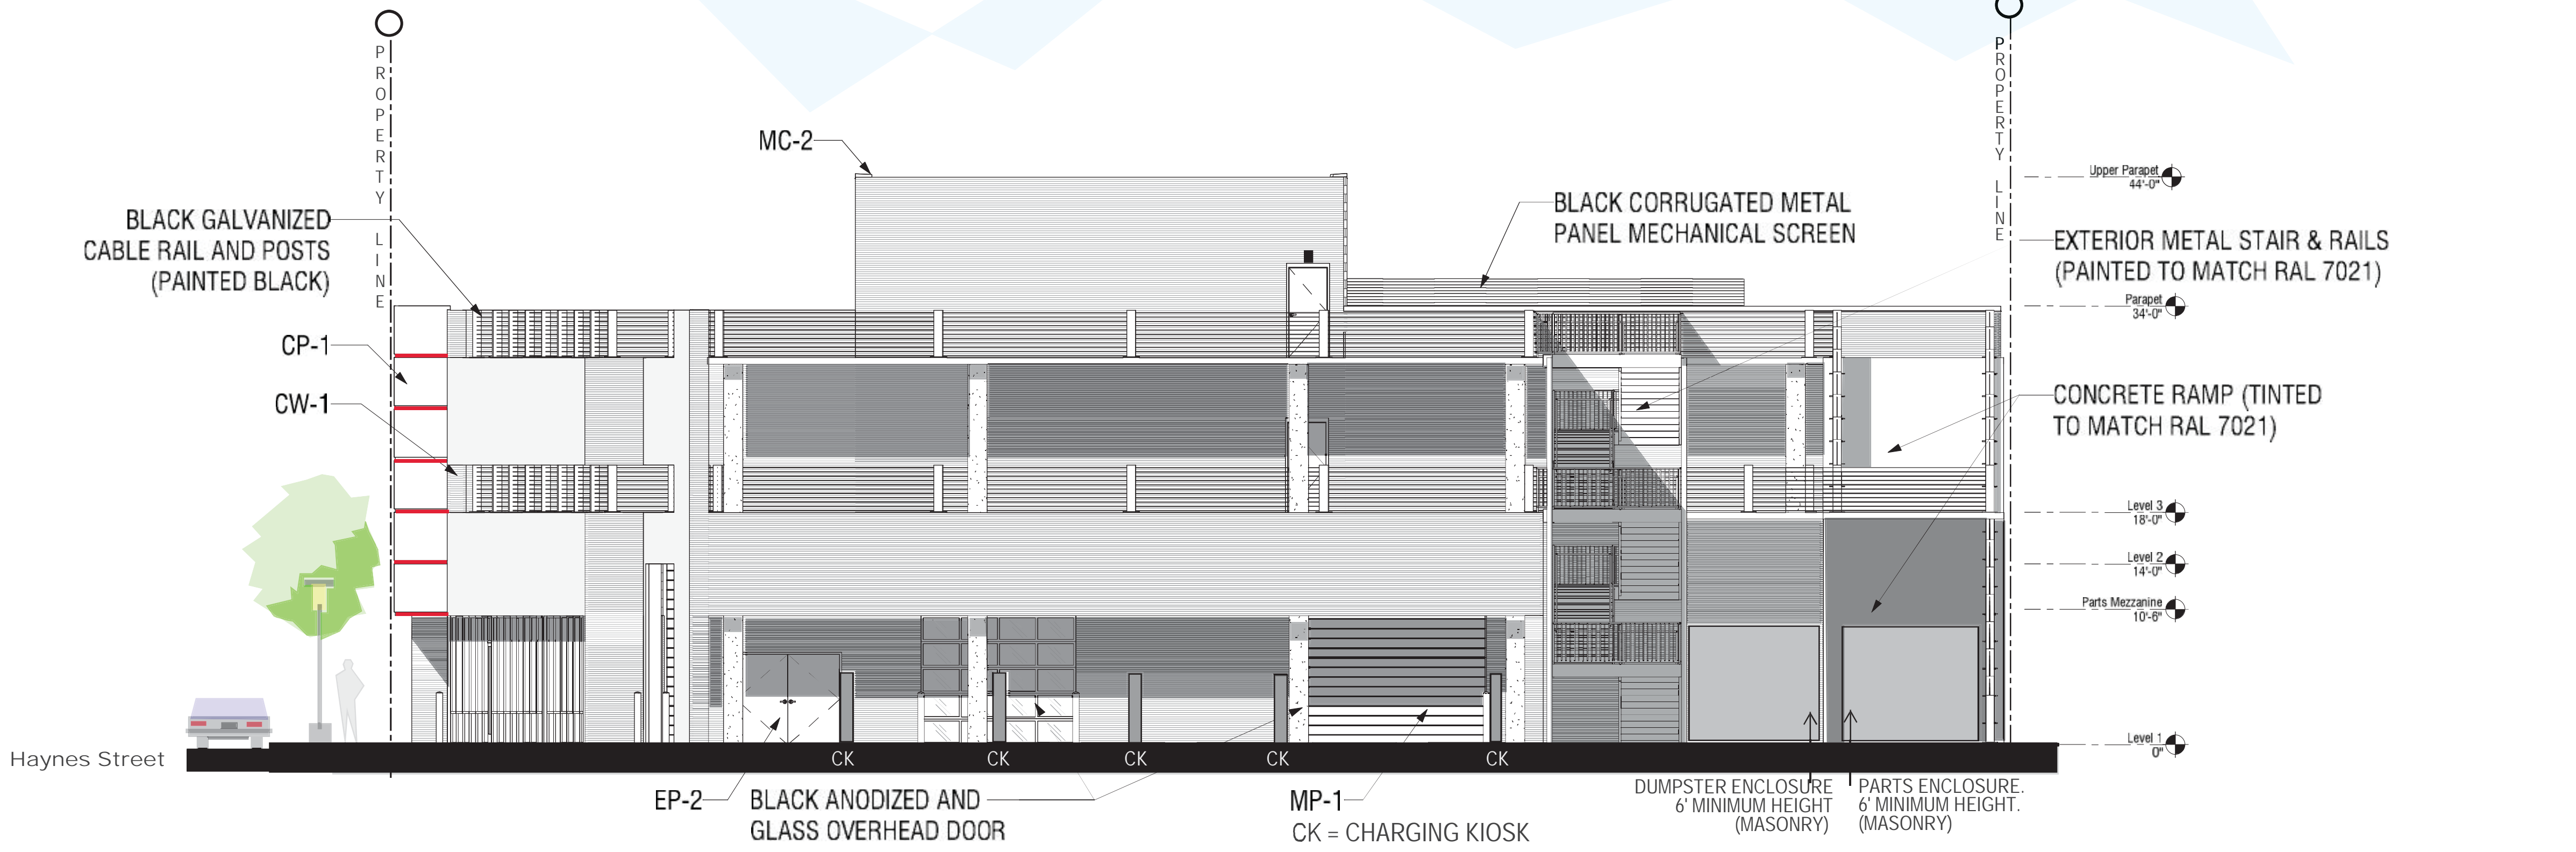 PROPERTY LINE
PROPERTY LINE
MC-2
Upper Parapet
44'-0"
BLACK GALVANIZED
CABLE RAIL AND POSTS
(PAINTED BLACK)
BLACK CORRUGATED METAL
PANEL MECHANICAL SCREEN
EXTERIOR METAL STAIR & RAILS
(PAINTED TO MATCH RAL 7021)
Parapet
34'-0"
CP-1
CW-1
CONCRETE RAMP (TINTED
TO MATCH RAL 7021)
Level 3
18'-0"
Level 2
14'-0"
Parts Mezzanine
10'-6"
Level 1
0"
Haynes Street
CK
CK
CK
CK
CK
EP-2
BLACK ANODIZED AND
GLASS OVERHEAD DOOR
MP-1
CK = CHARGING KIOSK
DUMPSTER ENCLOSURE
6' MINIMUM HEIGHT
(MASONRY)
PARTS ENCLOSURE.
6' MINIMUM HEIGHT.
(MASONRY)